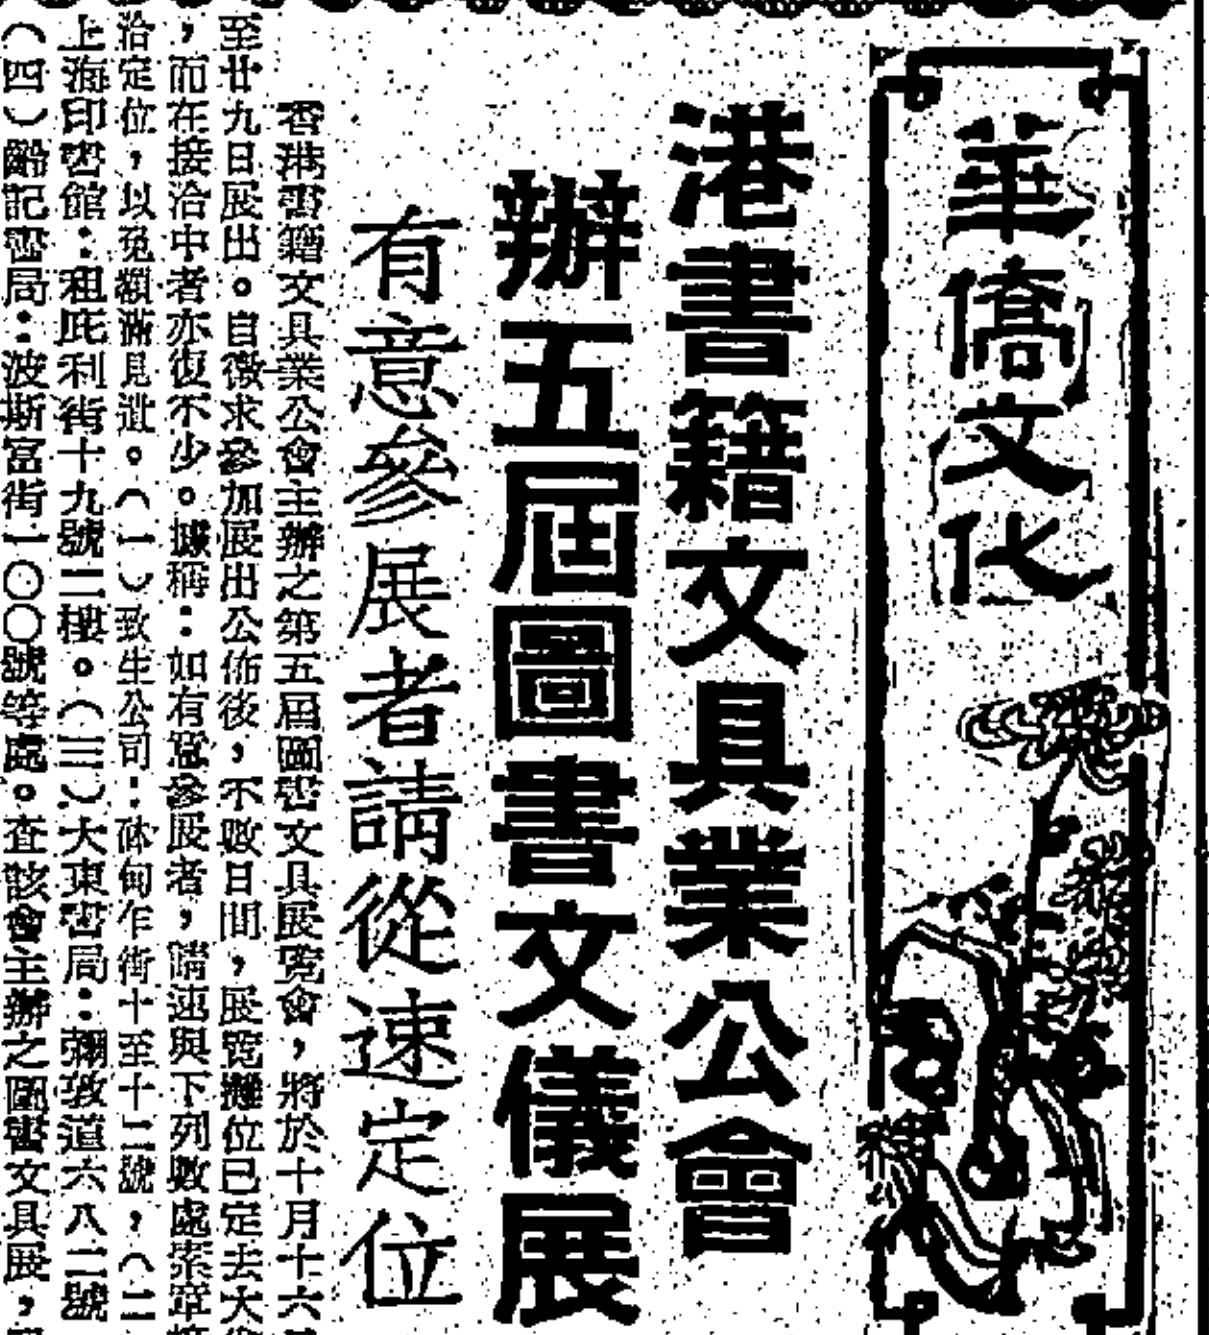 華僑文化
港書籍文具業公會
辦五屆圖書文儀展
有意參展者請從速定位
香港書籍文具業公會主辦之第五屆圖書文具展覽會，將於十月十六
至廿九日展出。自徵求參加展出公佈後，不數日間，展覽攤位已定去大
，而在接洽中者亦復不少。據稱：如有意參展者，請速與下列數處索章接
洽定位，以免額滿見遺。（一）致生公司：砵甸乍街十至十二號，（二
上海印書館：租庇利街十九號二樓。（三）大東書局：彌敦道六八二號
（四）齡記書局：波斯富街一〇〇號等處。查該會主辦之圖書文具展，